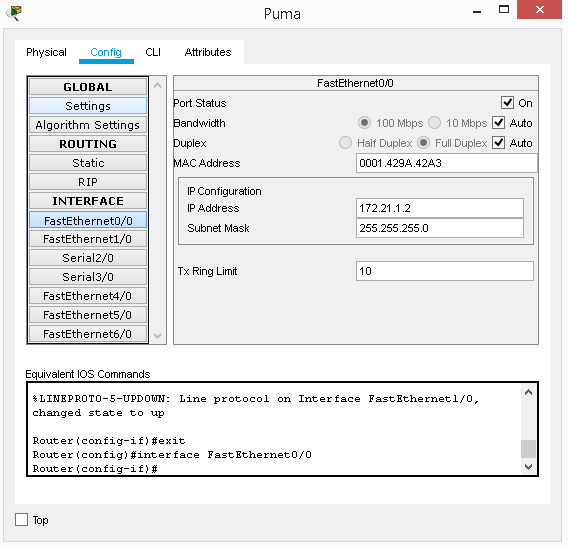 Puma
Physical Config CLI Attributes
GLOBAL
Settings
Algorithm Settings
ROUTING
Static
RIP
INTERFACE
FastEthernet0/0
FastEthernet1/0
Serial2/0
Serial3/0
FastEthernet4/0
FastEthernet5/0
FastEthernet6/0
FastEthernet0/0
Port Status On
Bandwidth 100 Mbps 10 Mbps Auto
Duplex Half Duplex Full Duplex Auto
MAC Address 0001.429A.42A3
IP Configuration
IP Address 172.21.1.2
Subnet Mask 255.255.255.0
Tx Ring Limit 10
Equivalent IOS Commands
%LINEPROTO-5-UPDOWN: Line protocol on Interface FastEthernet1/0,
changed state to up
Router(config-if)#exit
Router(config)#interface FastEthernet0/0
Router(config-if)#
Top